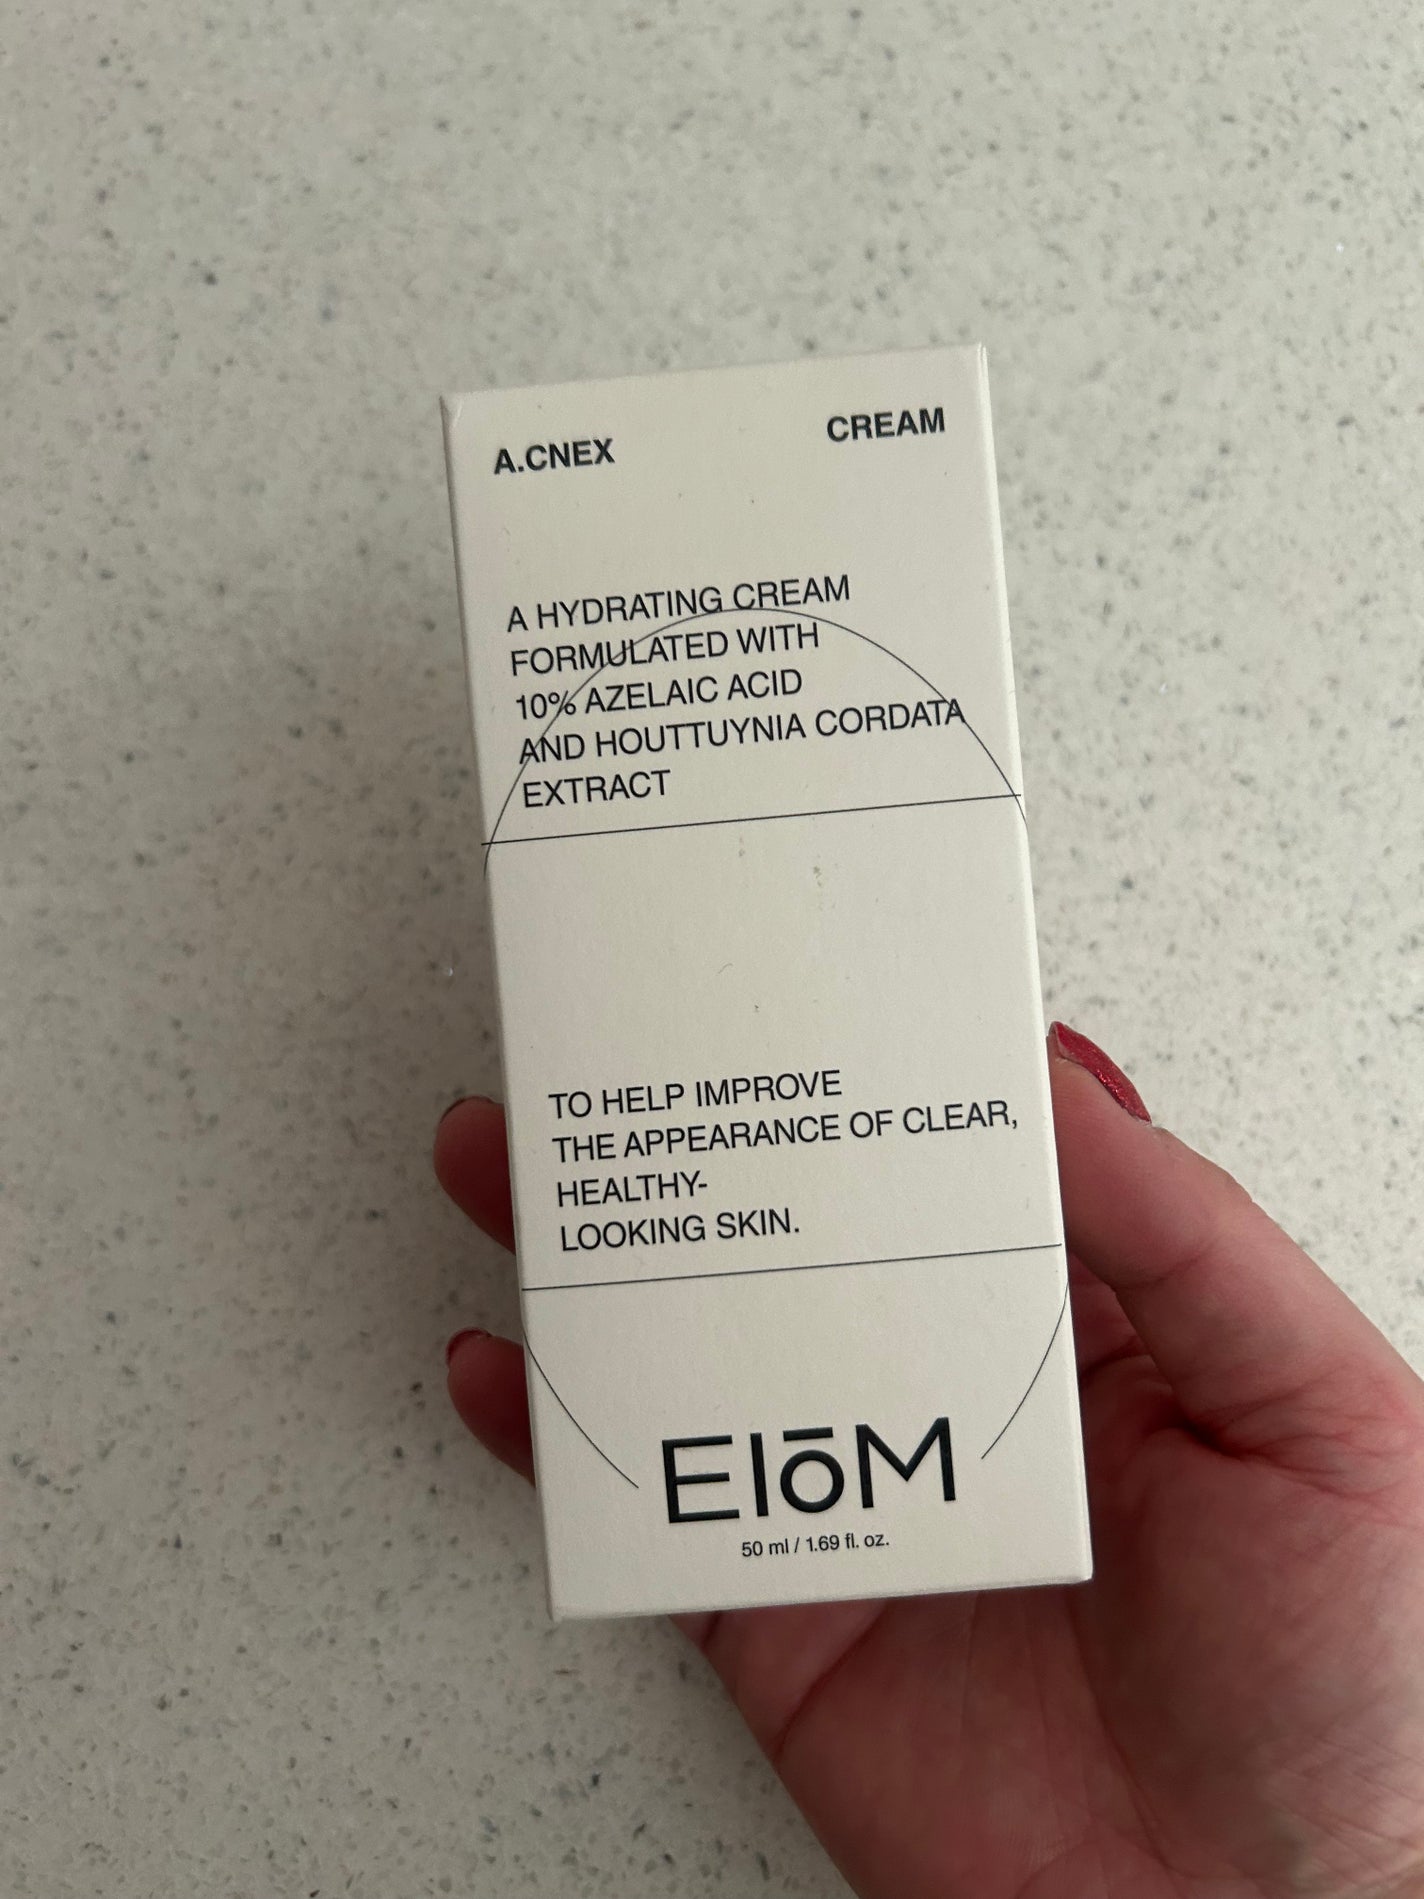 A.CNEX CREAM
A HYDRATING CREAM
FORMULATED WITH
10% AZELAIC ACID
AND HOUTTUYNIA CORDATA
EXTRACT
TO HELP IMPROVE
THE APPEARANCE OF CLEAR,
HEALTHY-
LOOKING SKIN.
ElōM
50 ml / 1.69 fl. oz.